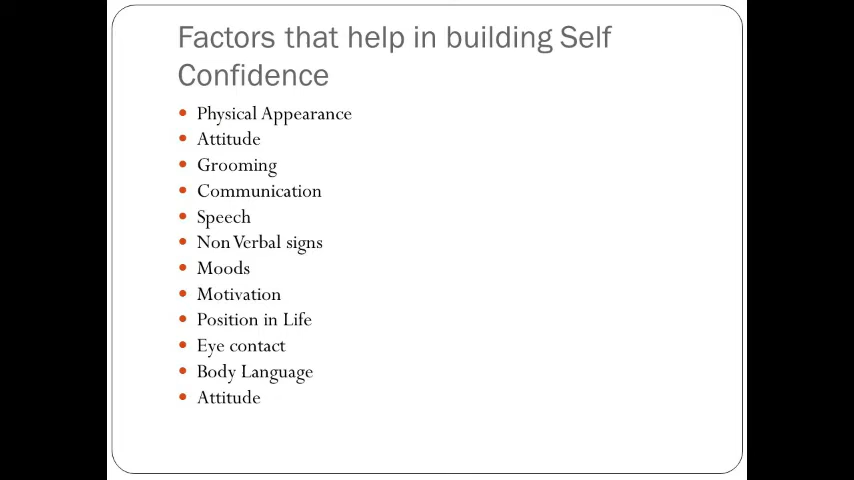 Factors that help in building Self
Confidence
• Physical Appearance
• Attitude
• Grooming
• Communication
• Speech
• Non Verbal signs
• Moods
• Motivation
• Position in Life
• Eye contact
• Body Language
• Attitude